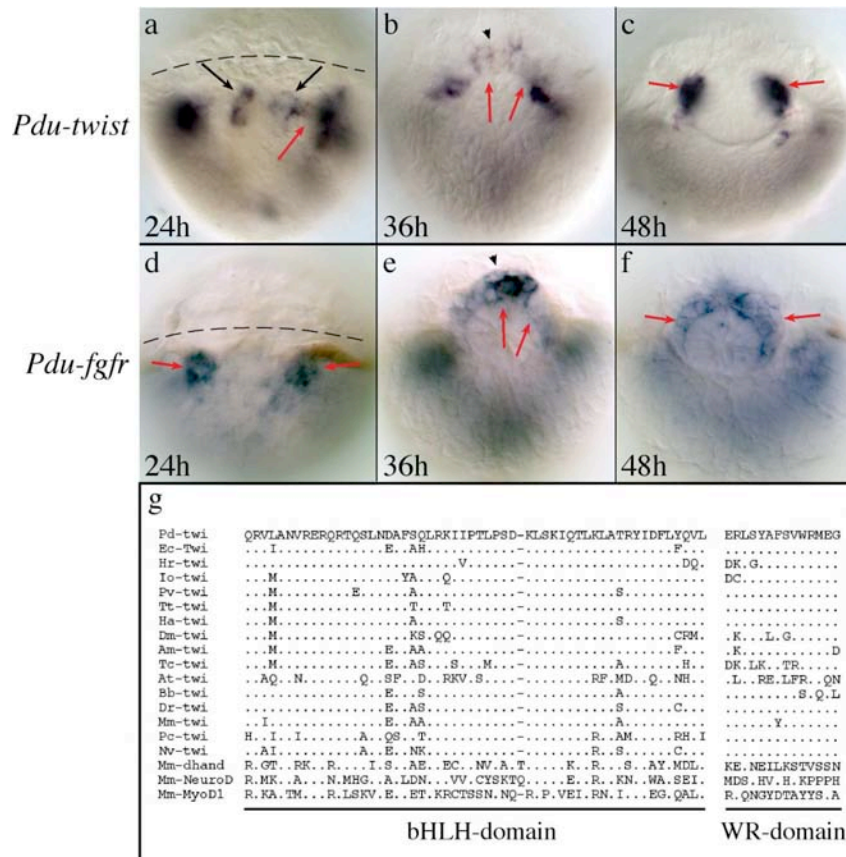 a
b
c
Pdu-twist
24h
36h
48h
d
e
f
Pdu-fgfr
24h
36h
48h
g
Pd-twi QRVLANVRERQRTQSLNDAFSQLRKIIPTLPSD-KLSKIQTLKLATRYIDFLYQVL ERLSYAFSVWRMEG
Ec-Twi ...I.............E..AH...........-..................F... ..............
Hr-twi ..........................V......-...................DQ. DK.G..........
Io-twi ...M...............YA...Q........-...................... DC............
Pv-twi ...M.........E......A............-...........S.......... ..............
Tt-twi ...M................T...T........-...................... ..............
Ha-twi ...M................A............-...........S.......... ..............
Dm-twi ...M................KS.QQ........-..................CRM. .K...L.G......
Am-twi .................E..AA...........-..................F... .K...........D
Tc-twi ...M.............E..AS...S...M...-...........A.......H.. DK.LK..TR.....
At-twi ..AQ..N.......Q.SF...D..RKV.S....-........RF.MD..Q..NH.. .L..RE.LFR..QN
Bb-twi .................E...S...........-...........A.......... .........S.Q.L
Dr-twi .................E...S...........-...........S......C... ..............
Mm-twi ..I..............E..AA...........-...........A.......... ......Y.......
Pc-twi H.I...I.......A..QS..T...........-........R.AM......RH.I ..............
Nv-twi ..AI..........A..E..NK...........-........R..S......C... ..............
Mm-dhand R.GT..RK..R....I.S..AE..EC..NV.A.T.......K..R..S..AY.MDL. KE.NEILKSTVSSN
Mm-NeuroD R.MK..A..N.MHG..A.LDN...VV.CYSKTQ.....E..R..KN..WA.SEI. MDS.HV.H.KPPPH
Mm-MyoD1 R.KA.TM...R.LSKV.E..ET.KRCTSSN.NQ-R.P.VEI.RN.I..EG.QAL. R.QNGYDTAYYS.A
bHLH-domain
WR-domain